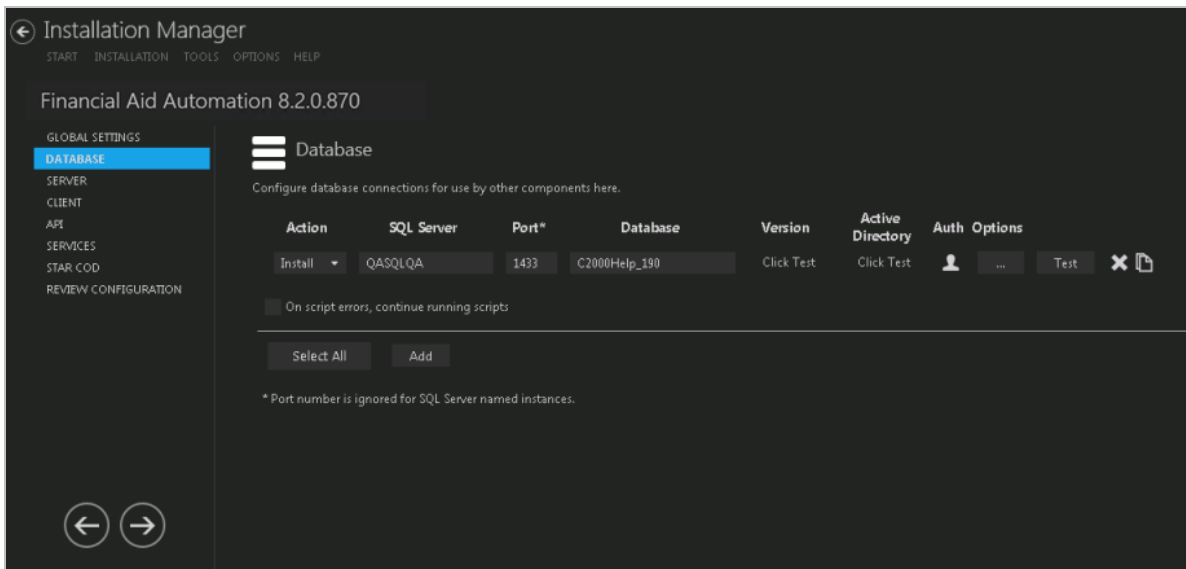 Installation Manager
START INSTALLATION TOOLS OPTIONS HELP
Financial Aid Automation 8.2.0.870
GLOBAL SETTINGS
DATABASE
SERVER
CLIENT
API
SERVICES
STAR COD
REVIEW CONFIGURATION
Database
Configure database connections for use by other components here.
Action SQL Server Port* Database Version Active Directory Auth Options
Install QASQLQA 1433 C2000Help_190 Click Test Click Test ... Test
On script errors, continue running scripts
Select All Add
* Port number is ignored for SQL Server named instances.